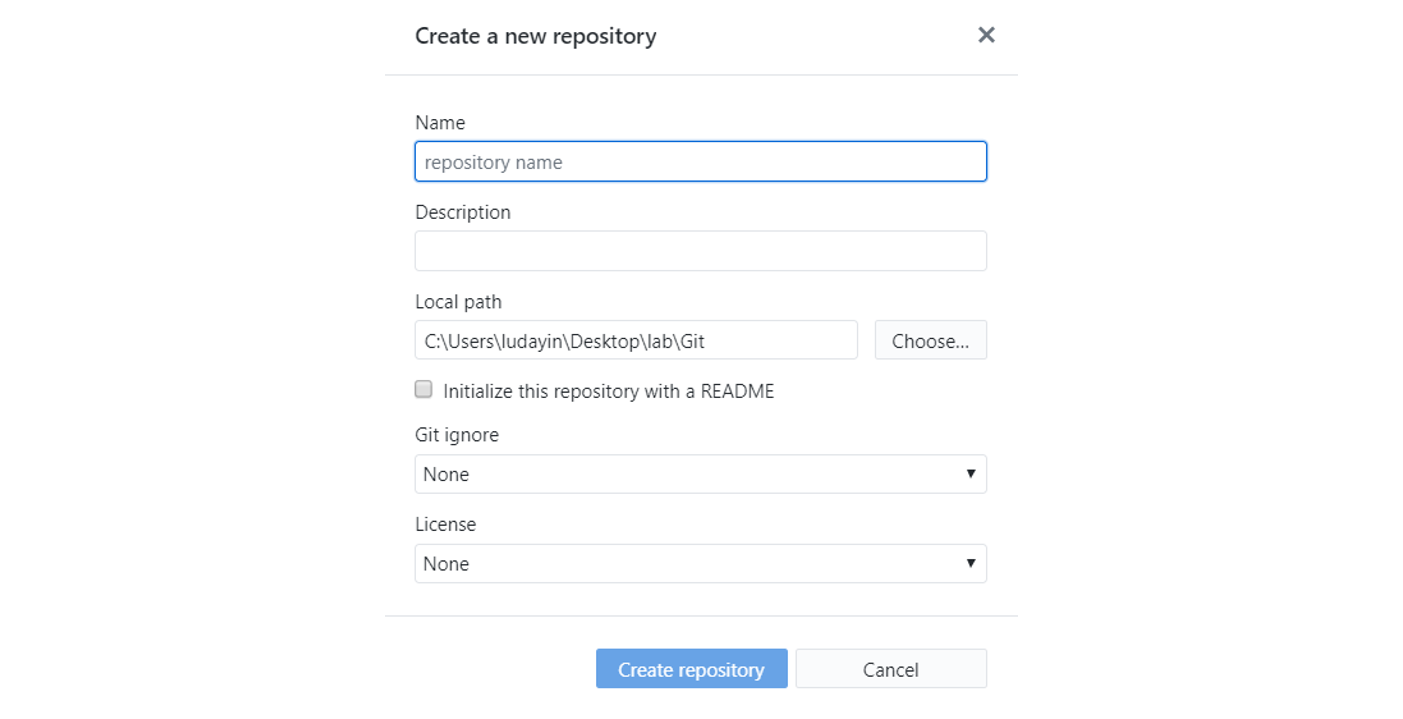 Create a new repository
Name
repository name
Description
Local path
C:\Users\ludayin\Desktop\lab\Git
Choose...
Initialize this repository with a README
Git ignore
None
License
None
Create repository
Cancel